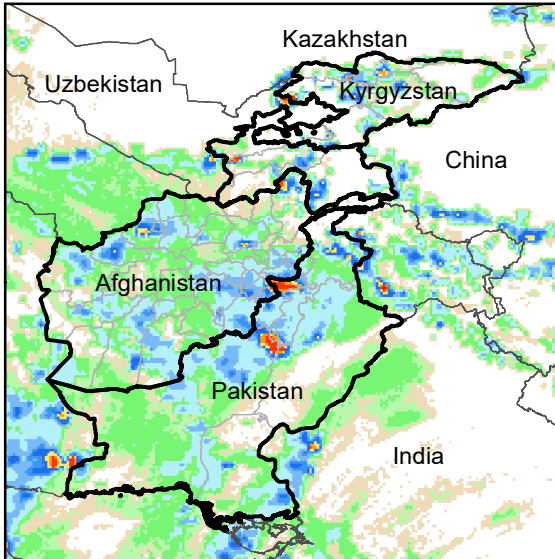 Kazakhstan
Uzbekistan
Kyrgyzstan
China
Afghanistan
Pakistan
India